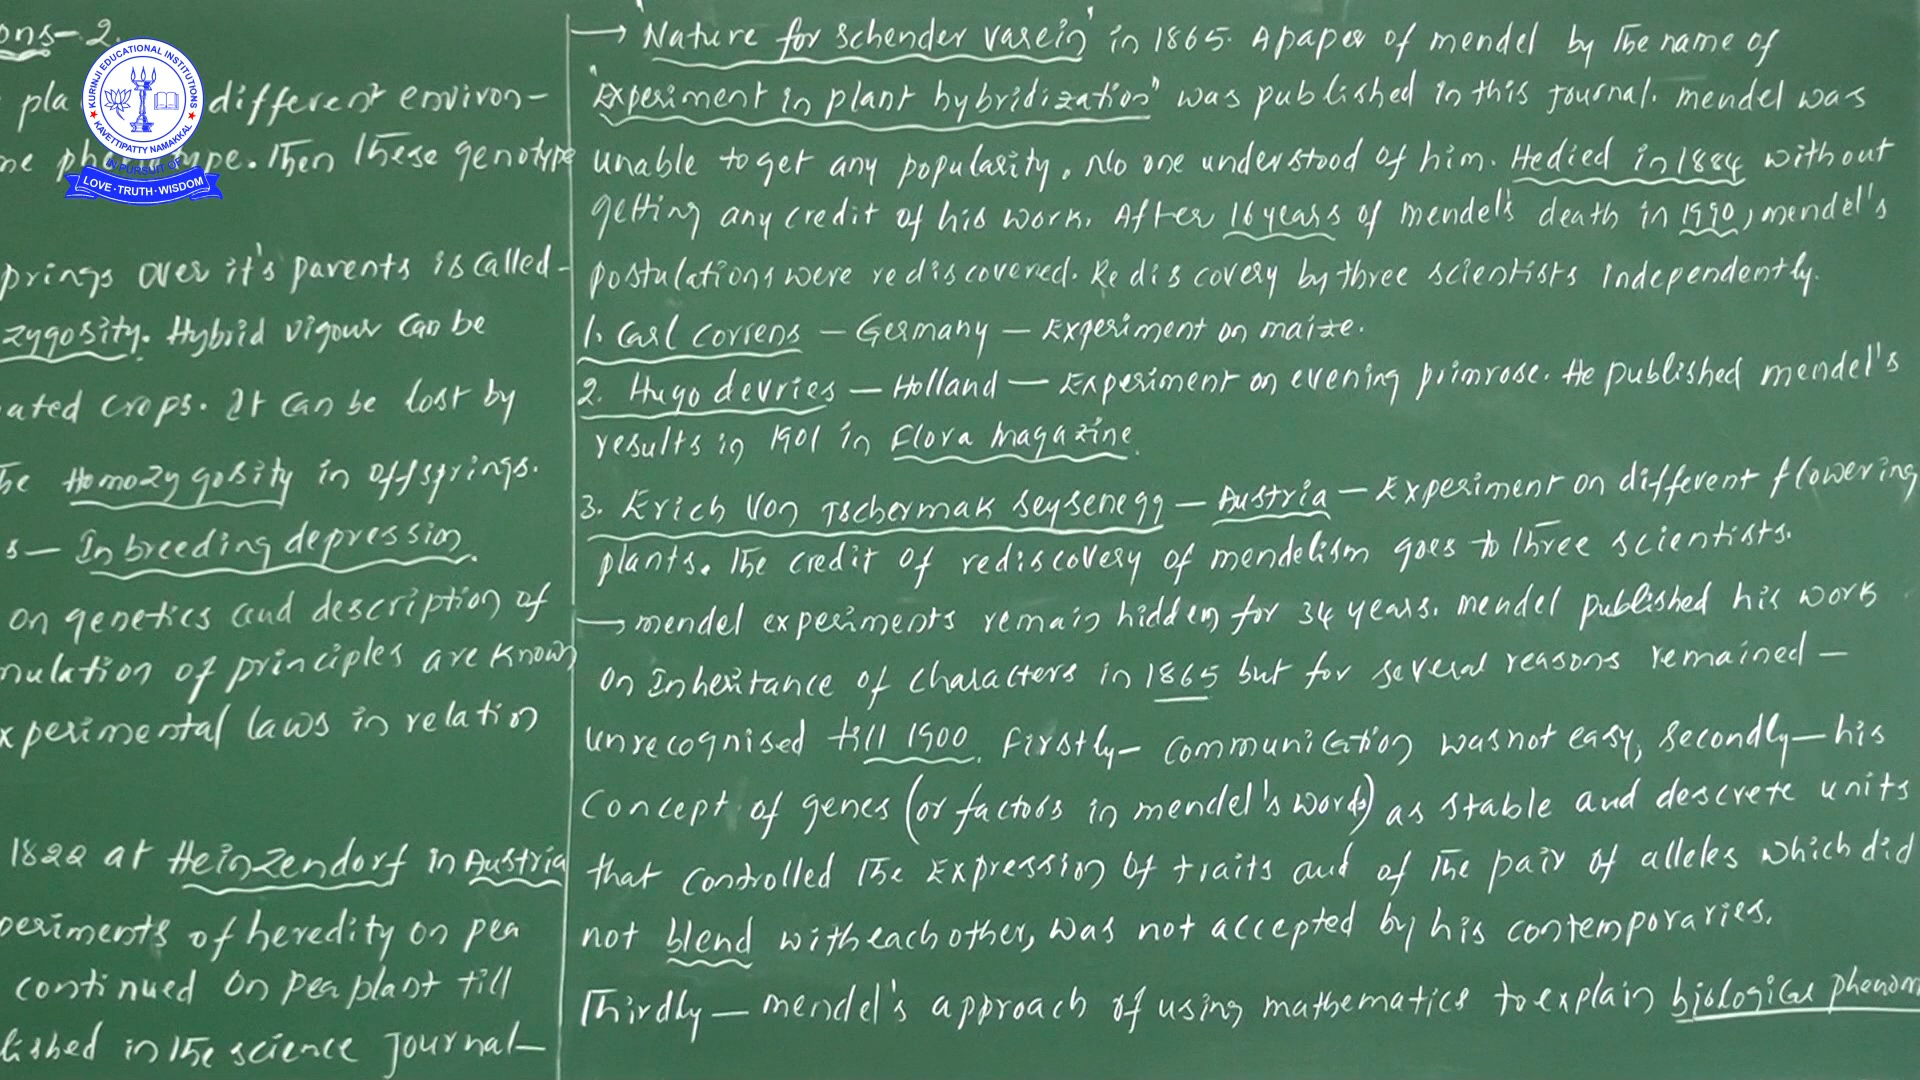 ons-2.
pla different environ-
ne phenotype. Then These genotype
prings over it's parents is called-
zygosity. Hybrid vigour can be
ated crops. It can be lost by
The Homozygosity in offsprings.
s- Inbreeding depression.
on genetics and description of
mulation of principles are known
xperimental laws in relation
1822 at Heinzendorf in Austria
periments of heredity on pea
continued on pea plant till
lished in The science Journal-
→ 'Nature for schender varein' in 1865. A paper of mendel by The name of
"Experiment in plant hybridization" was published in this journal. mendel was
unable to get any popularity. No one understood of him. He died in 1884 without
getting any credit of his work. After 16 years of mendel's death in 1990, mendel's
postulations were rediscovered. Rediscovery by three scientists independently.
1. Carl Correns - Germany - Experiment on maize.
2. Hugo devries - Holland - Experiment on evening primrose. He published mendel's
results in 1901 in Flora magazine.
3. Erich Von Tschermak Seysenegg - Austria - Experiment on different flowering
plants. The credit of rediscovery of mendelism goes to Three scientists.
→ mendel experiments remain hidden for 34 years. Mendel published his work
on Inheritance of characters in 1865 but for several reasons remained -
unrecognised till 1900. Firstly- communication was not easy, secondly- his
concept of genes (or factors in mendel's words) as stable and descrete units
that controlled The Expression of traits and of The pair of alleles which did
not blend with each other, was not accepted by his contemporaries.
Thirdly- mendel's approach of using mathematics to explain biological phenom
KURINJI EDUCATIONAL INSTITUTIONS
KAVETTIPATTY NAMAKKAL
IN PURSUIT OF
LOVE · TRUTH · WISDOM